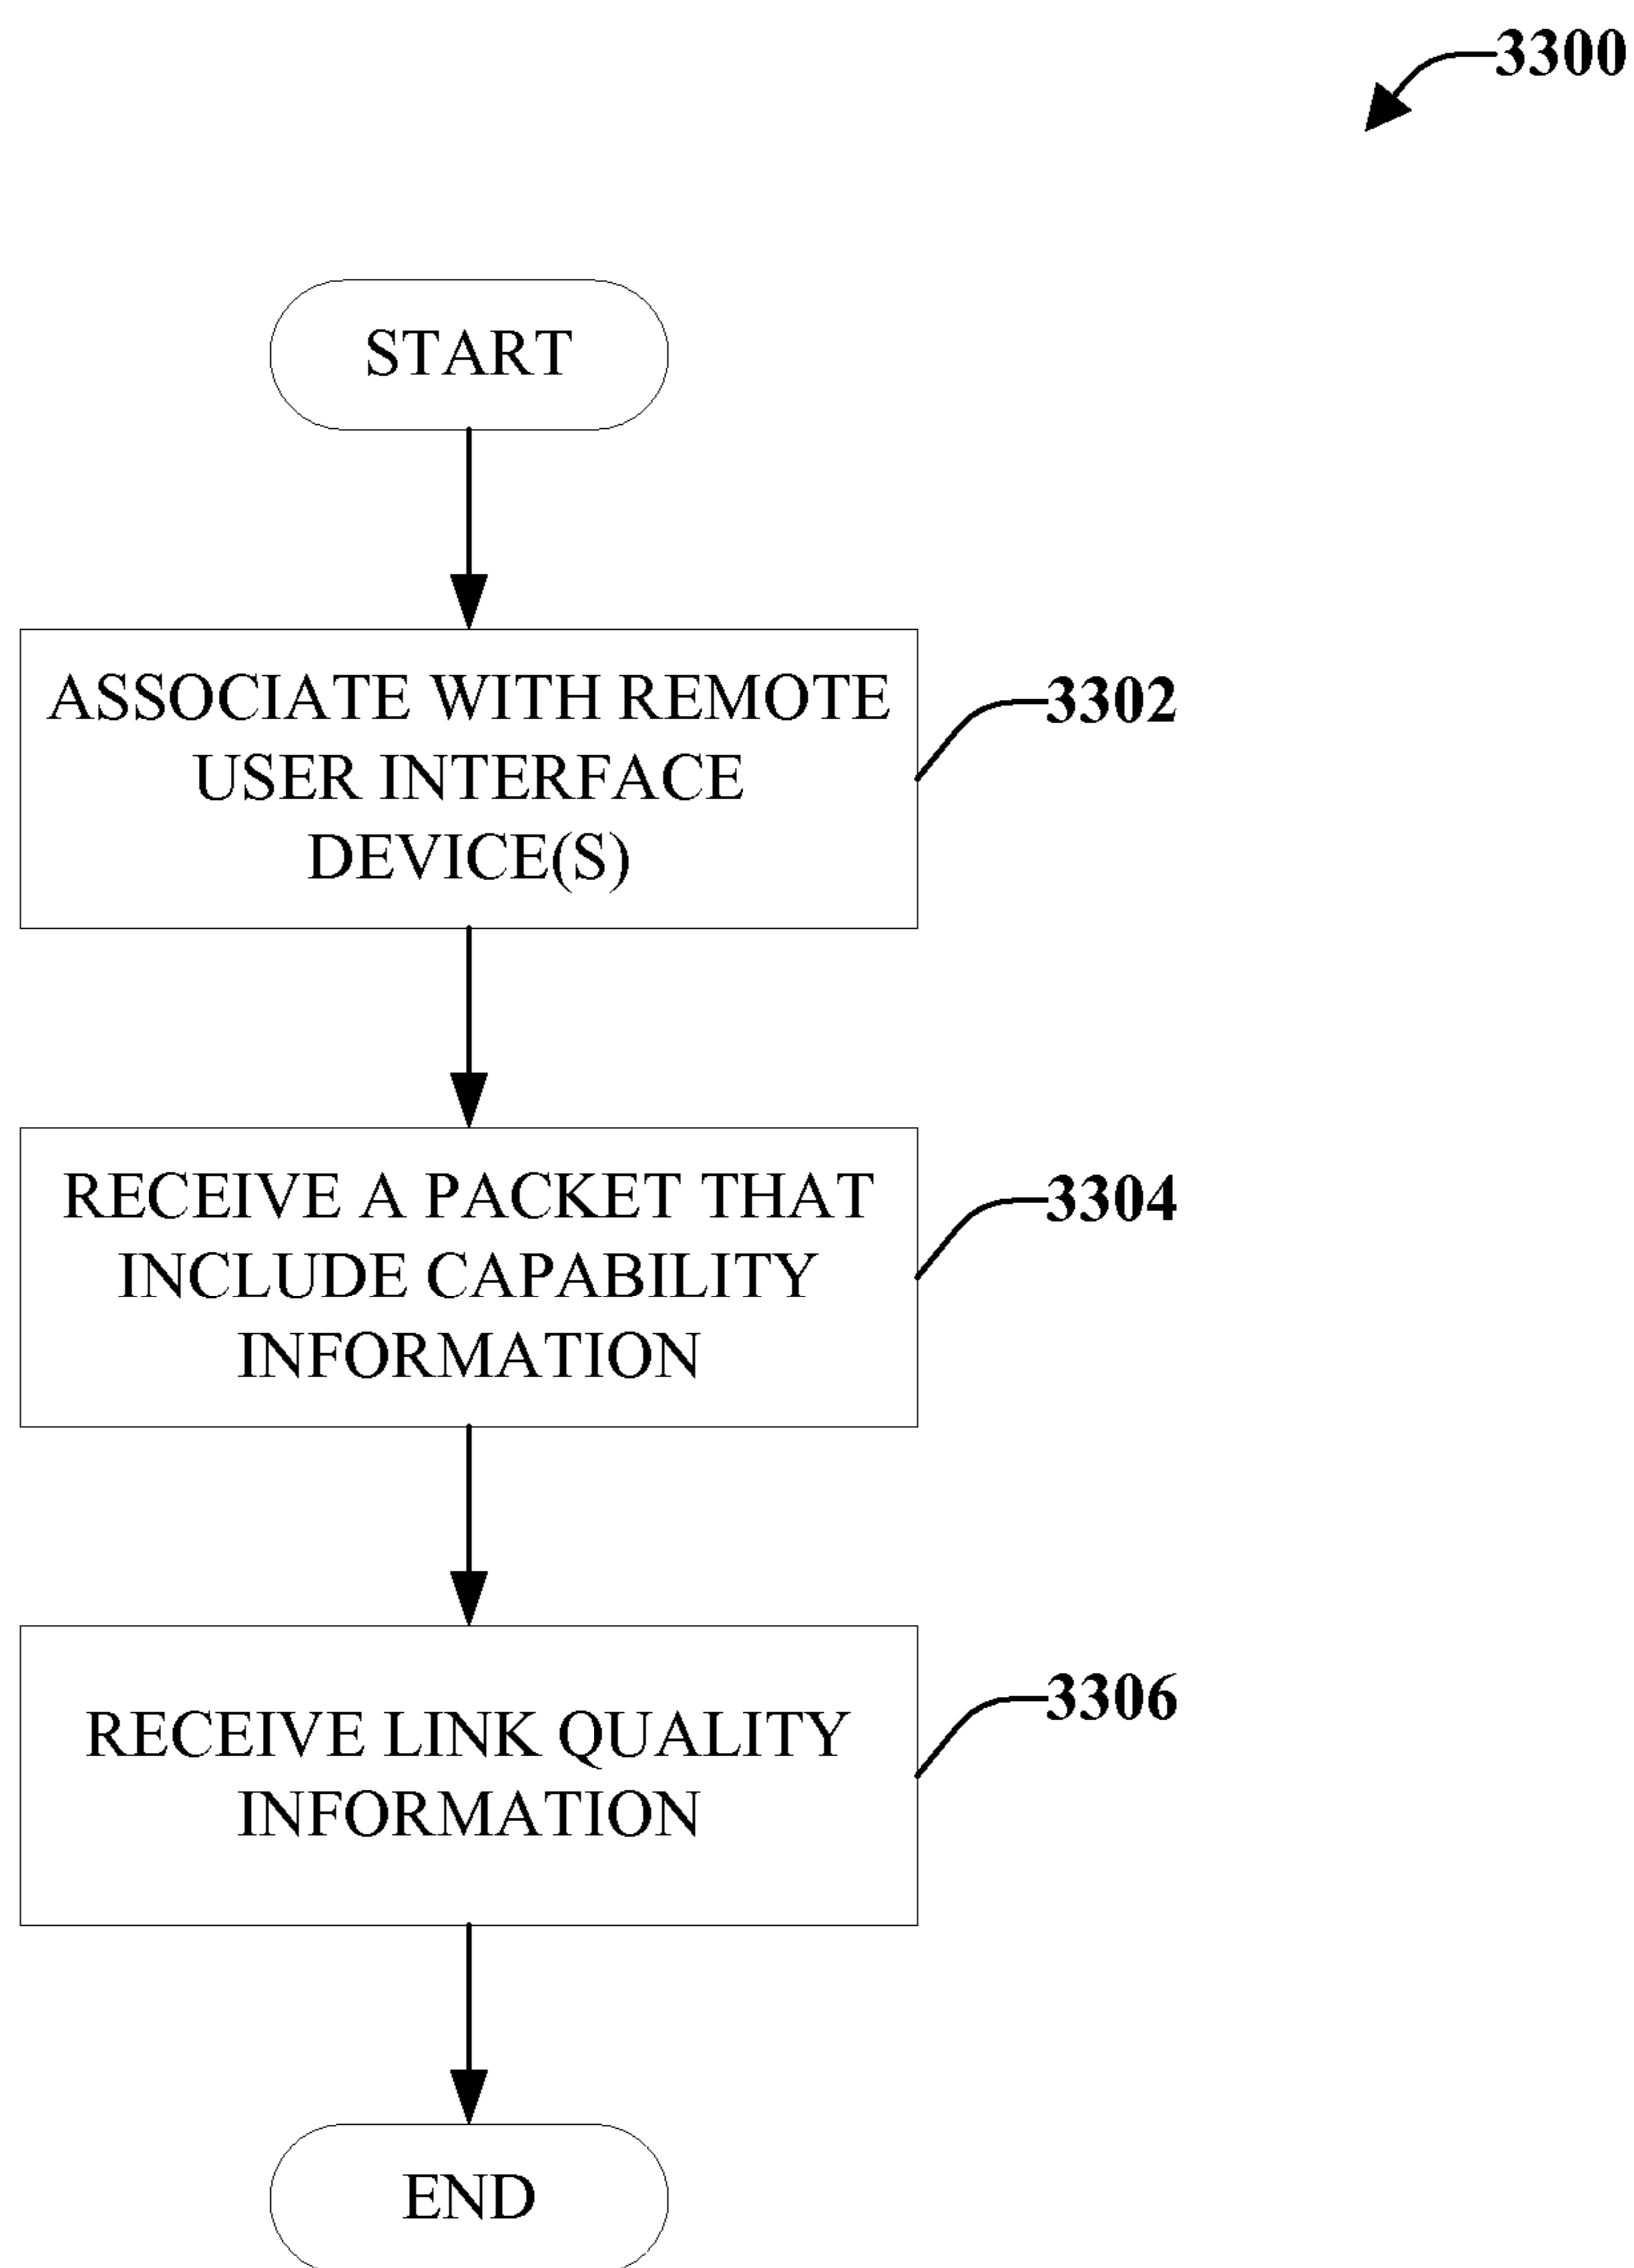 3300
START
ASSOCIATE WITH REMOTE
USER INTERFACE
DEVICE(S)
3302
RECEIVE A PACKET THAT
INCLUDE CAPABILITY
INFORMATION
3304
RECEIVE LINK QUALITY
INFORMATION
3306
END